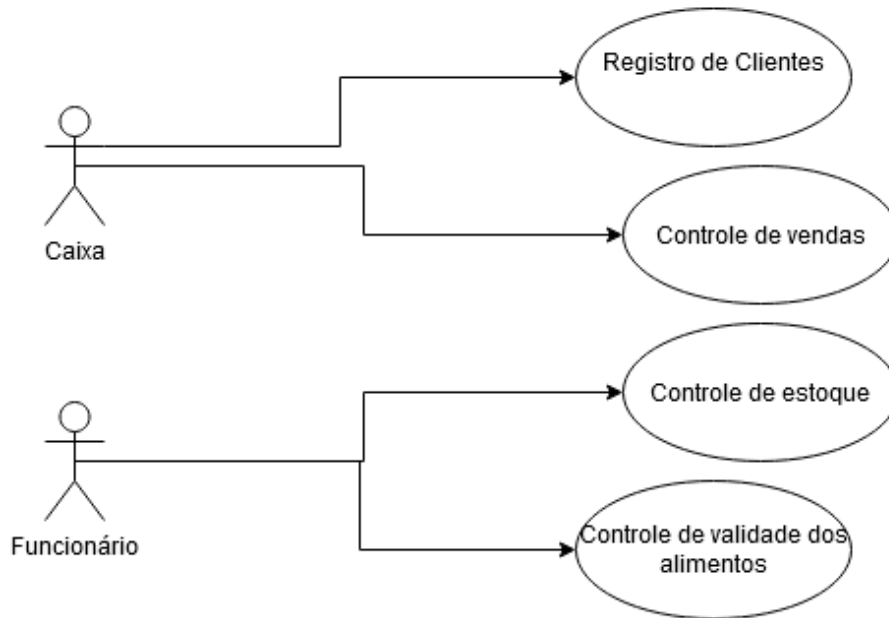 Registro de Clientes
Caixa
Controle de vendas
Controle de estoque
Funcionário
Controle de validade dos
alimentos